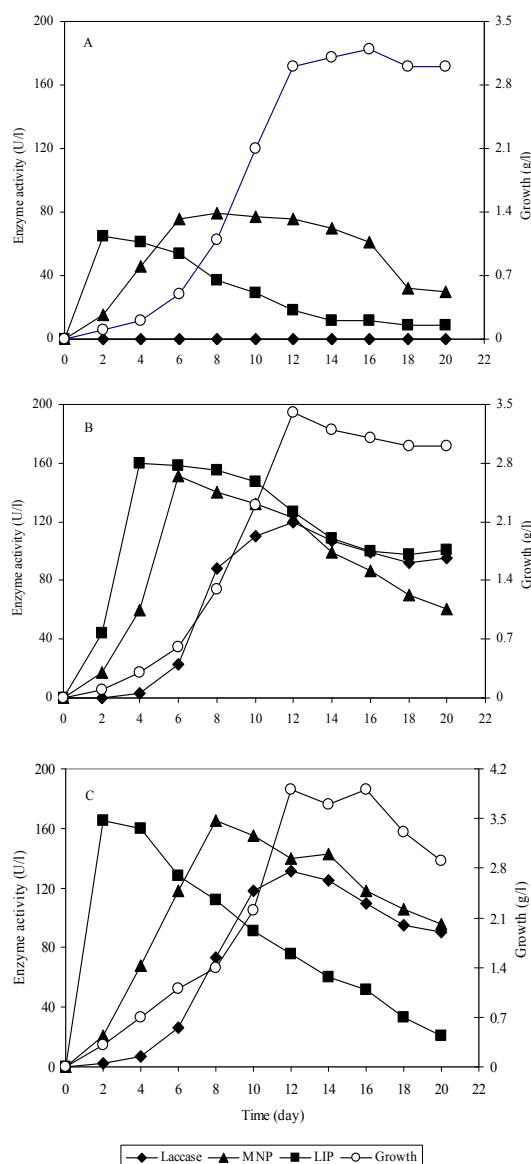 A
Enzyme activity (U/l)
200
160
120
80
40
0
Growth (g/l)
3.5
2.8
2.1
1.4
0.7
0
0 2 4 6 8 10 12 14 16 18 20 22
B
Enzyme activity (U/l)
200
160
120
80
40
0
Growth (g/l)
3.5
2.8
2.1
1.4
0.7
0
0 2 4 6 8 10 12 14 16 18 20 22
C
Enzyme activity (U/l)
200
160
120
80
40
0
Growth (g/l)
4.2
3.5
2.8
2.1
1.4
0.7
0
0 2 4 6 8 10 12 14 16 18 20 22
Time (day)
Laccase MNP LIP Growth